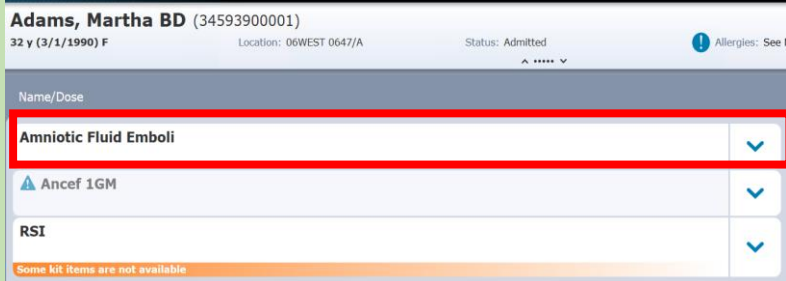 Adams, Martha BD (34593900001)
32 y (3/1/1990) F Location: 06WEST 0647/A Status: Admitted Allergies: See
Name/Dose
Amniotic Fluid Emboli
Ancef 1GM
RSI
Some kit items are not available